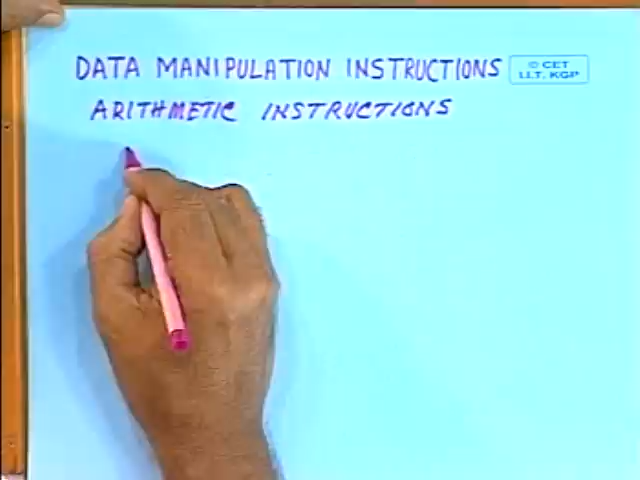 DATA MANIPULATION INSTRUCTIONS
© CET
I.I.T. KGP
ARITHMETIC INSTRUCTIONS